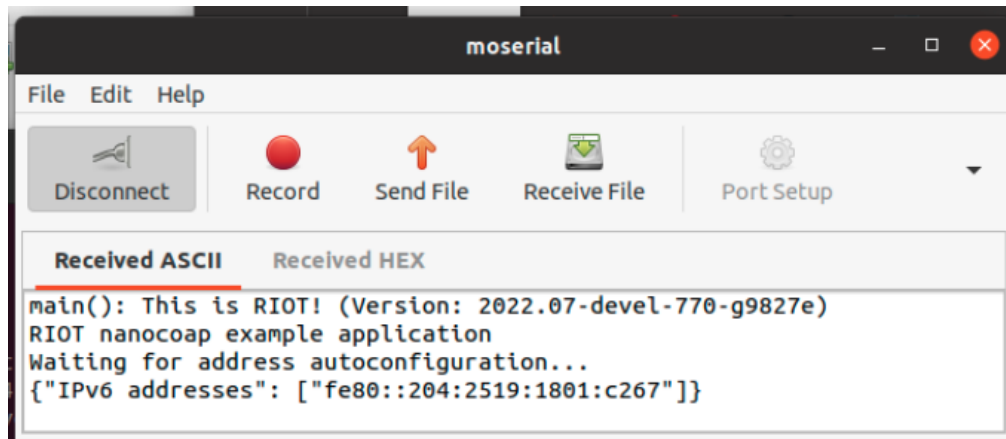 moserial
File Edit Help
Disconnect Record Send File Receive File Port Setup
Received ASCII Received HEX
main(): This is RIOT! (Version: 2022.07-devel-770-g9827e)
RIOT nanocoap example application
Waiting for address autoconfiguration...
{"IPv6 addresses": ["fe80::204:2519:1801:c267"]}